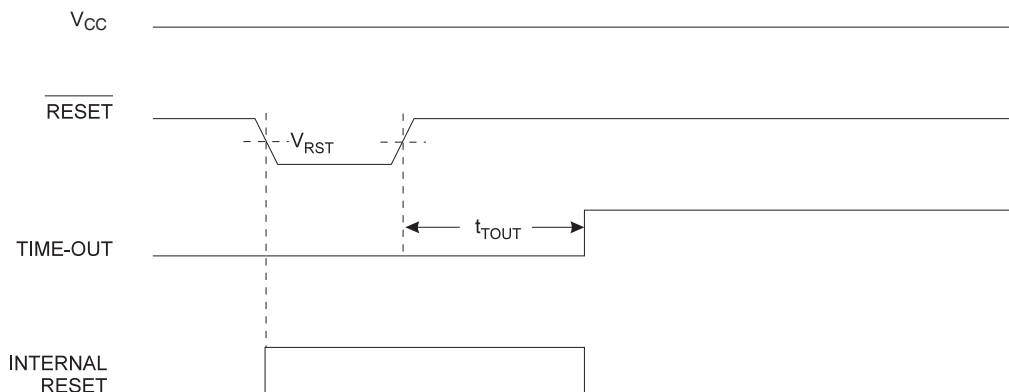 VCC
RESET
VRST
tTOUT
TIME-OUT
INTERNAL
RESET